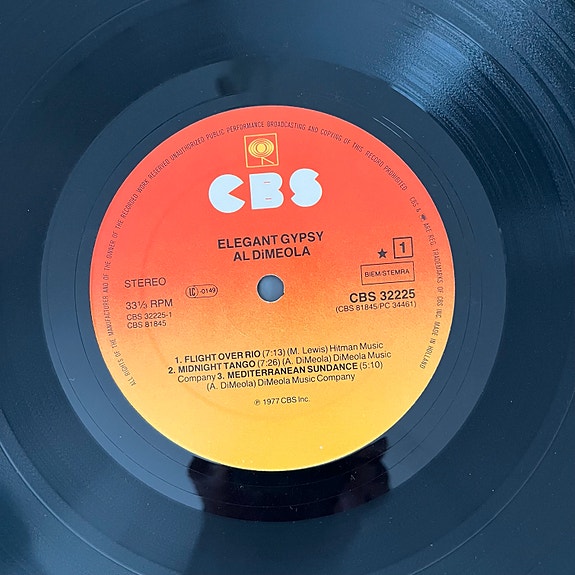 ALL RIGHTS OF THE MANUFACTURER AND OF THE OWNER OF THE RECORDED WORK RESERVED UNAUTHORIZED PUBLIC PERFORMANCE BROADCASTING AND COPYING OF THIS RECORD PROHIBITED
CBS & ARE REG. TRADEMARKS OF CBS INC. MADE IN HOLLAND
CBS
ELEGANT GYPSY
AL DiMEOLA
★ 1
STEREO
LC 0149
BIEM/STEMRA
33⅓ RPM
CBS 32225
CBS 32225-1
(CBS 81845/PC 34461)
CBS 81845
1. FLIGHT OVER RIO (7:13) (M. Lewis) Hitman Music
2. MIDNIGHT TANGO (7:26) (A. DiMeola) DiMeola Music
Company 3. MEDITERRANEAN SUNDANCE (5:10)
(A. DiMeola) DiMeola Music Company
℗ 1977 CBS Inc.